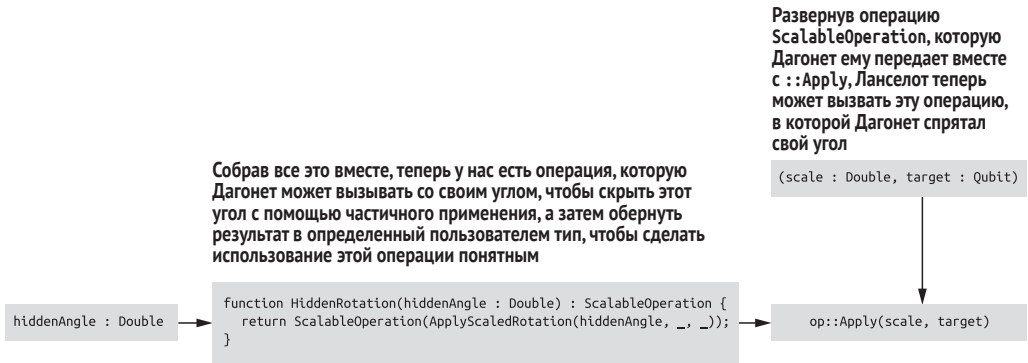 Развернув операцию
ScalableOperation, которую
Дагонет ему передает вместе
с ::Apply, Ланселот теперь
может вызвать эту операцию,
в которой Дагонет спрятал
свой угол
(scale : Double, target : Qubit)
Собрав все это вместе, теперь у нас есть операция, которую
Дагонет может вызывать со своим углом, чтобы скрыть этот
угол с помощью частичного применения, а затем обернуть
результат в определенный пользователем тип, чтобы сделать
использование этой операции понятным
hiddenAngle : Double
function HiddenRotation(hiddenAngle : Double) : ScalableOperation {
return ScalableOperation(ApplyScaledRotation(hiddenAngle, _, _));
}
op::Apply(scale, target)